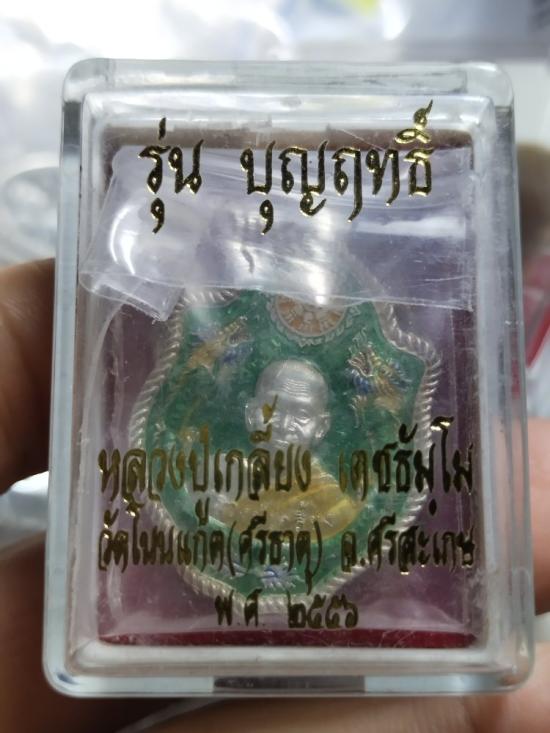 รุ่น บุญฤทธิ์
หลวงปู่เกลี้ยง เตชธัมฺโม
วัดโนนแก๊ด(ศรีธาตุ) จ.ศรีสะเกษ
พ.ศ. ๒๕๕๖